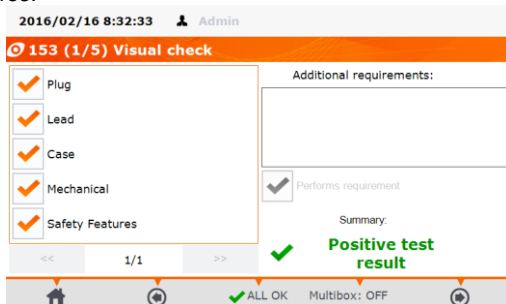 2016/02/16 8:32:33 Admin
153 (1/5) Visual check
Plug
Lead
Case
Mechanical
Safety Features
<< 1/1 >>
Additional requirements:
Performs requirement
Summary:
Positive test
result
ALL OK Multibox: OFF